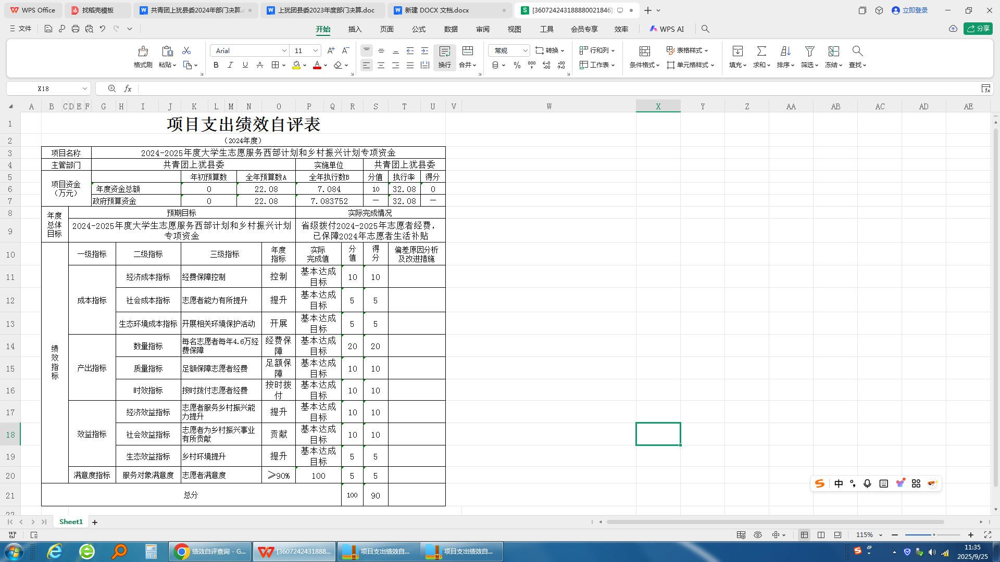 WPS Office
找稻壳模板
共青团上犹县委2024年部门决算.
上犹团县委2023年度部门决算.doc
新建 DOCX 文档.docx
[360724243188880021846]
立即登录
文件
开始 插入 页面 公式 数据 审阅 视图 工具 会员专享 效率 WPS AI
分享
格式刷 粘贴 Arial 11 换行 合并 常规 转换 行和列 工作表 条件格式 表格样式 单元格样式 填充 求和 排序 筛选 冻结 查找
X18 fx
A B C D E F G H I J K L M N O P Q R S T U V W X Y Z AA AB AC AD AE
1 项目支出绩效自评表
2 （2024年度）
3 项目名称 2024-2025年度大学生志愿服务西部计划和乡村振兴计划专项资金
4 主管部门 共青团上犹县委 实施单位 共青团上犹县委
5 项目资金（万元） 年初预算数 全年预算数A 全年执行数B 分值 执行率 得分
6 年度资金总额 0 22.08 7.084 10 32.08 0
7 政府预算资金 0 22.08 7.083752 — 32.08 —
8 年度总体目标 预期目标 实际完成情况
9 2024-2025年度大学生志愿服务西部计划和乡村振兴计划专项资金 省级拨付2024-2025年志愿者经费，已保障2024年志愿者生活补贴
10 绩效指标 一级指标 二级指标 三级指标 年度指标 实际完成值 分值 得分 偏差原因分析及改进措施
11 成本指标 经济成本指标 经费保障控制 控制 基本达成目标 10 10
12 社会成本指标 志愿者能力有所提升 提升 基本达成目标 5 5
13 生态环境成本指标 开展相关环境保护活动 开展 基本达成目标 5 5
14 产出指标 数量指标 每名志愿者每年4.6万经费保障 经费保障 基本达成目标 20 20
15 质量指标 足额保障志愿者经费 足额保障 基本达成目标 10 10
16 时效指标 按时拨付志愿者经费 按时拨付 基本达成目标 10 10
17 效益指标 经济效益指标 志愿者服务乡村振兴能力提升 提升 基本达成目标 10 10
18 社会效益指标 志愿者为乡村振兴事业有所贡献 贡献 基本达成目标 10 10
19 生态效益指标 乡村环境提升 提升 基本达成目标 5 5
20 满意度指标 服务对象满意度 志愿者满意度 ≥90% 100 5 5
21 总分 100 90
22
中
Sheet1
115%
绩效自评查询 - G...
[3607242431888...
项目支出绩效自...
项目支出绩效自...
11:35
2025/9/25